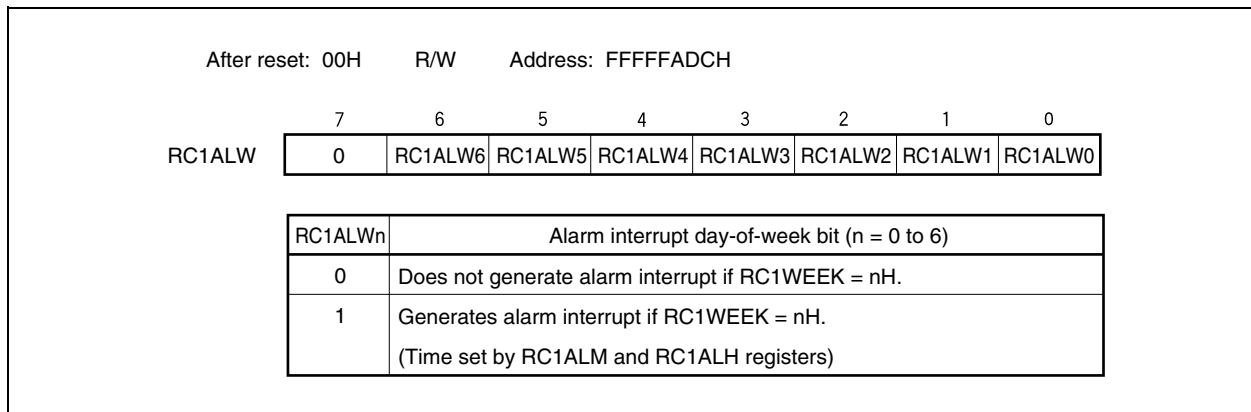 After reset: 00H R/W Address: FFFFFADCH
7 6 5 4 3 2 1 0
RC1ALW 0 RC1ALW6 RC1ALW5 RC1ALW4 RC1ALW3 RC1ALW2 RC1ALW1 RC1ALW0
RC1ALWn Alarm interrupt day-of-week bit (n = 0 to 6)
0 Does not generate alarm interrupt if RC1WEEK = nH.
1 Generates alarm interrupt if RC1WEEK = nH.
(Time set by RC1ALM and RC1ALH registers)